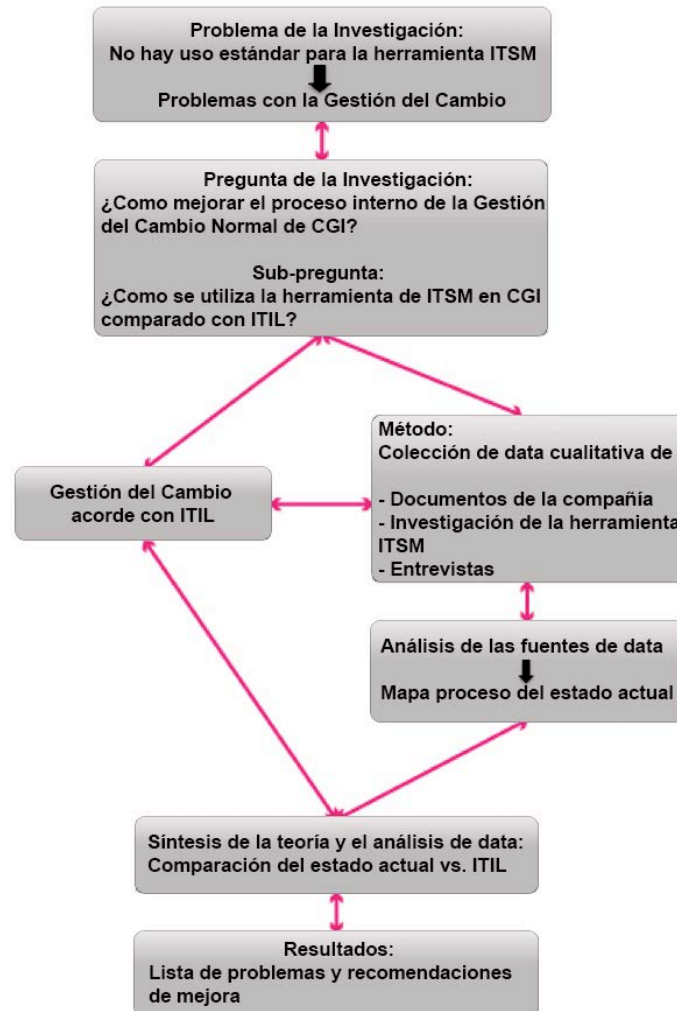 Problema de la Investigación:
No hay uso estándar para la herramienta ITSM
Problemas con la Gestión del Cambio
Pregunta de la Investigación:
¿Como mejorar el proceso interno de la Gestión
del Cambio Normal de CGI?
Sub-pregunta:
¿Como se utiliza la herramienta de ITSM en CGI
comparado con ITIL?
Gestión del Cambio
acorde con ITIL
Método:
Colección de data cualitativa de
- Documentos de la compañía
- Investigación de la herramienta
ITSM
- Entrevistas
Análisis de las fuentes de data
Mapa proceso del estado actual
Síntesis de la teoría y el análisis de data:
Comparación del estado actual vs. ITIL
Resultados:
Lista de problemas y recomendaciones
de mejora